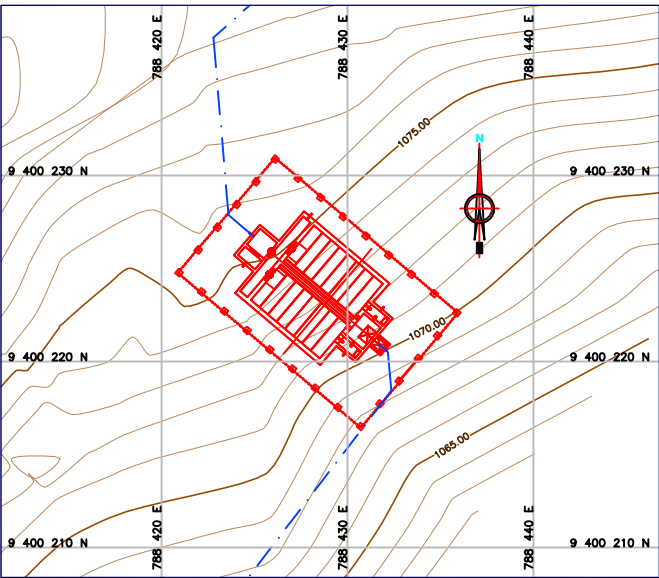 788 420 E
788 430 E
788 440 E
1075.00
N
9 400 230 N
9 400 230 N
1070.00
9 400 220 N
9 400 220 N
1065.00
788 420 E
788 430 E
788 440 E
9 400 210 N
9 400 210 N